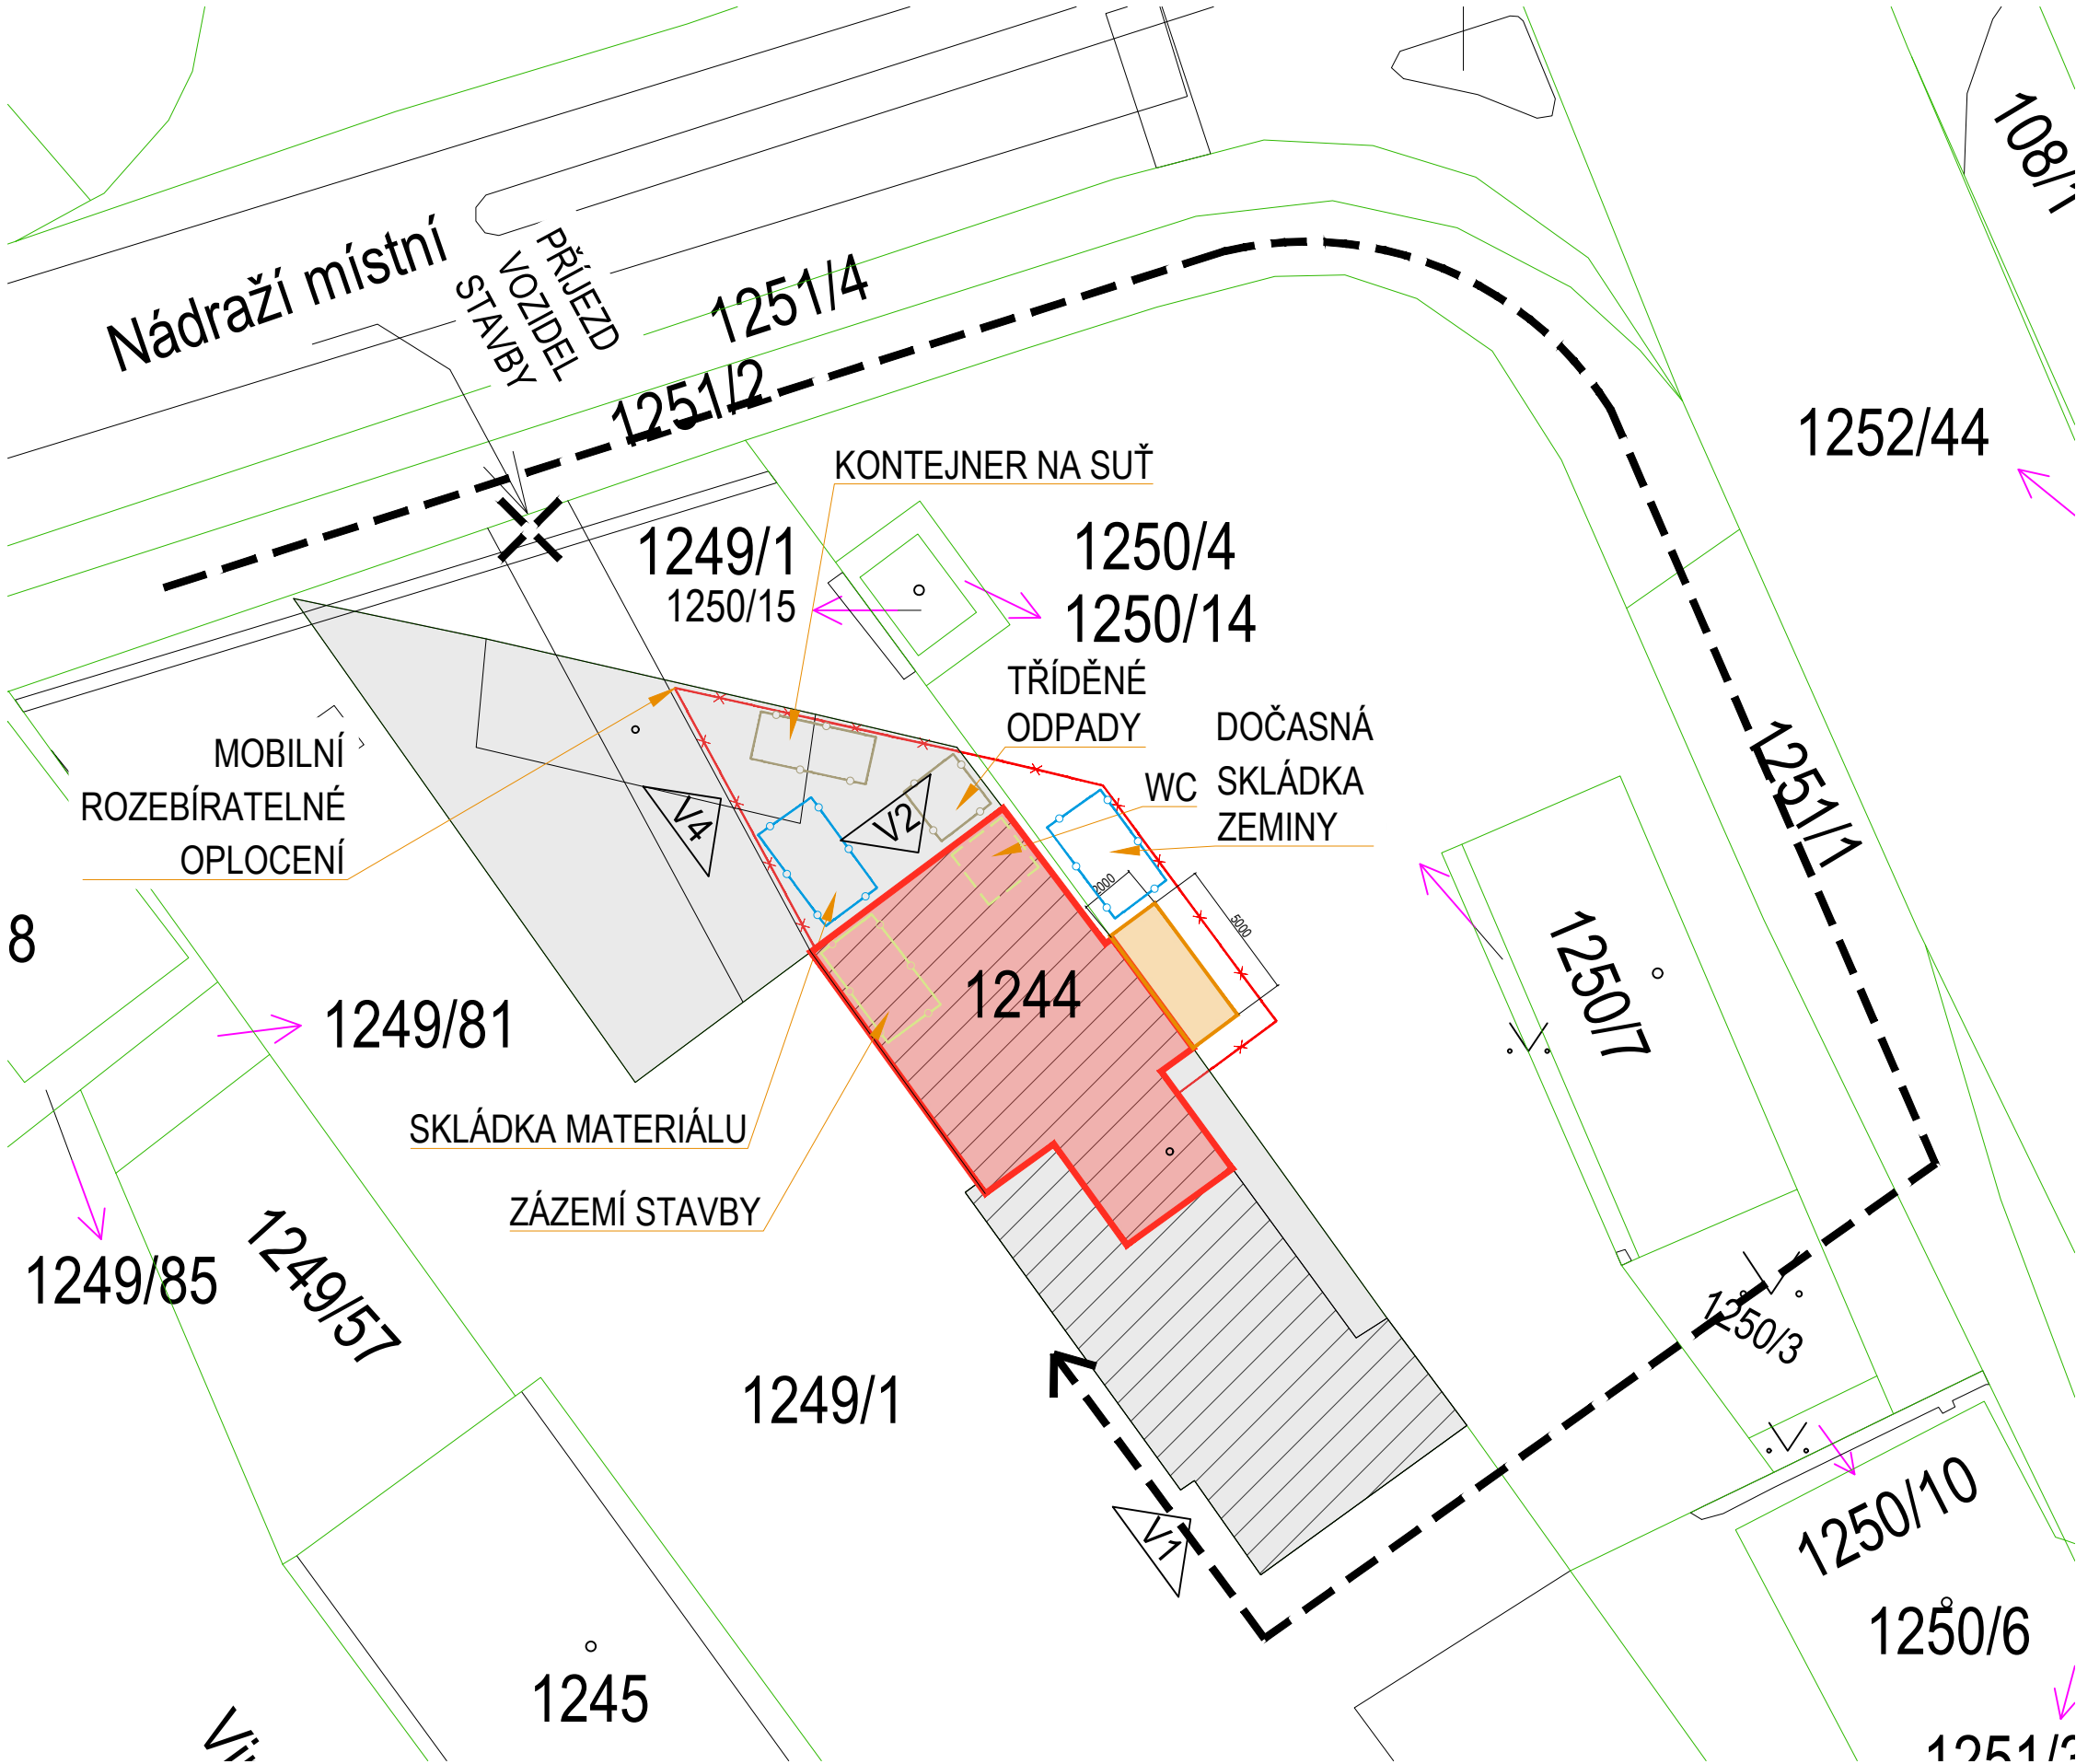 108/1
Nádraží místní
PŘÍJEZD
VOZIDEL
STAVBY
1251/4
1251/2
1252/44
KONTEJNER NA SUŤ
1249/1
1250/15
1250/4
1250/14
TŘÍDĚNÉ
ODPADY
DOČASNÁ
SKLÁDKA
ZEMINY
WC
MOBILNÍ
ROZEBÍRATELNÉ
OPLOCENÍ
V4
V2
1251/1
2000
5000
8
1244
1250/7
1249/81
SKLÁDKA MATERIÁLU
ZÁZEMÍ STAVBY
1249/85
1249/57
1250/3
1249/1
V1
1250/10
1250/6
1245